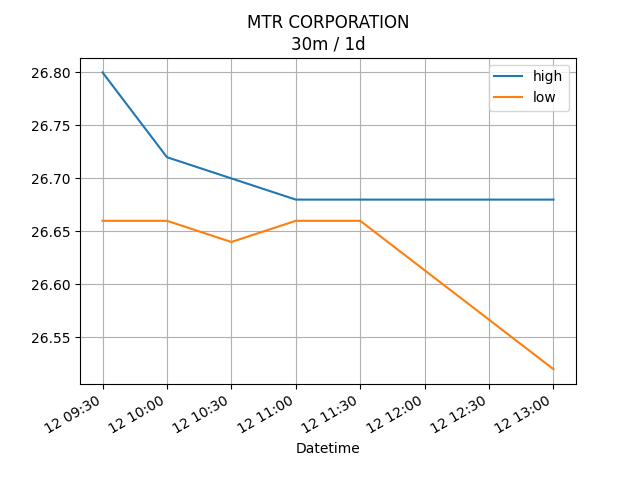 MTR CORPORATION
30m / 1d
high
low
26.80
26.75
26.70
26.65
26.60
26.55
12 09:30
12 10:00
12 10:30
12 11:00
12 11:30
12 12:00
12 12:30
12 13:00
Datetime